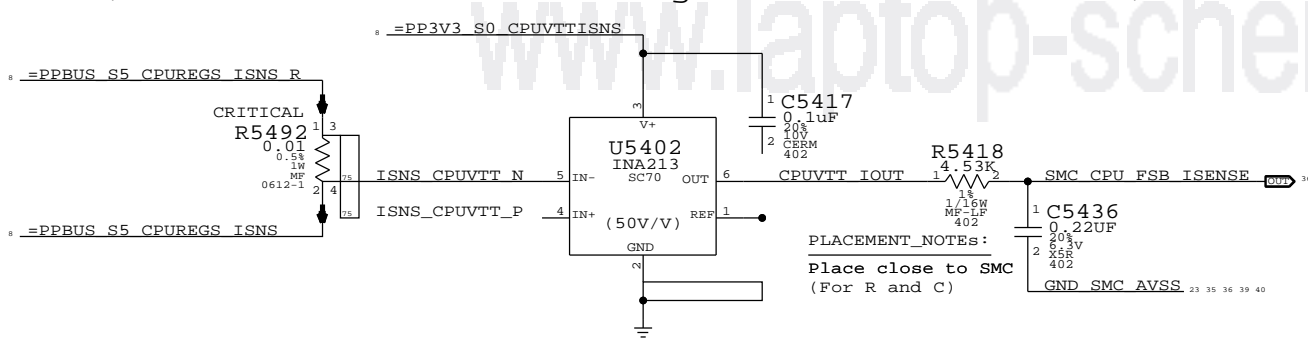 www.laptop-sche
8 =PP3V3_S0_CPUVTTISNS
8 =PPBUS_S5_CPUREGS_ISNS_R
CRITICAL
R5492
0.01
0.5%
1W
MF
0612-1
1 3
2 4
75
75
ISNS_CPUVTT_N
ISNS_CPUVTT_P
8 =PPBUS_S5_CPUREGS_ISNS
3
V+
U5402
INA213
SC70
5 IN-
4 IN+
OUT 6
REF 1
(50V/V)
GND
2
1 C5417
0.1uF
20%
10V
2 CERM
402
CPUVTT_IOUT
R5418
4.53K
1 2
1%
1/16W
MF-LF
402
SMC_CPU_FSB_ISENSE
OUT
1 C5436
0.22UF
20%
6.3V
2 X5R
402
PLACEMENT_NOTEs:
Place close to SMC
(For R and C)
GND_SMC_AVSS 23 35 36 39 40